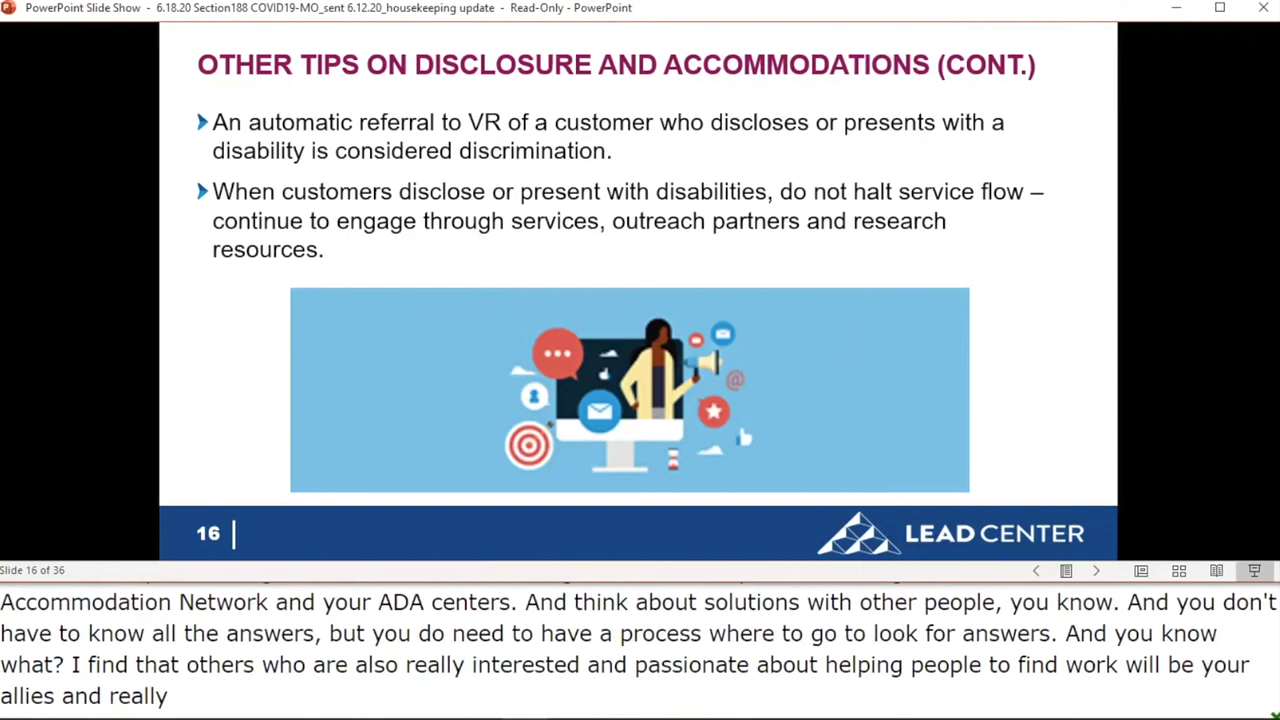 PowerPoint Slide Show - 6.18.20 Section188 COVID19-MO_sent 6.12.20_housekeeping update - Read-Only - PowerPoint
OTHER TIPS ON DISCLOSURE AND ACCOMMODATIONS (CONT.)
An automatic referral to VR of a customer who discloses or presents with a
disability is considered discrimination.
When customers disclose or present with disabilities, do not halt service flow –
continue to engage through services, outreach partners and research
resources.
@
16
LEAD CENTER
Slide 16 of 36
Accommodation Network and your ADA centers. And think about solutions with other people, you know. And you don't
have to know all the answers, but you do need to have a process where to go to look for answers. And you know
what? I find that others who are also really interested and passionate about helping people to find work will be your
allies and really